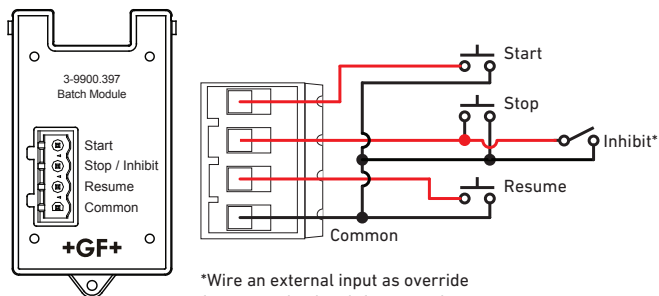 3-9900.397
Batch Module
Start
Stop / Inhibit
Resume
Common
+GF+
Start
Stop
Inhibit*
Resume
Common
*Wire an external input as override